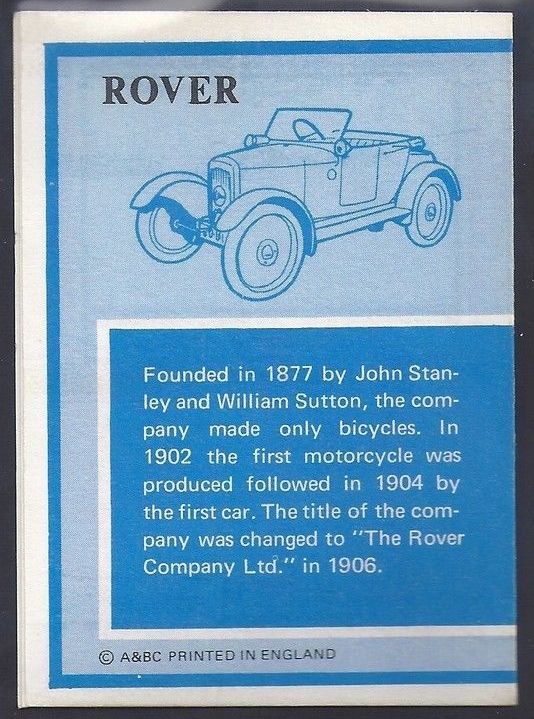 ROVER
Founded in 1877 by John Stan-
ley and William Sutton, the com-
pany made only bicycles. In
1902 the first motorcycle was
produced followed in 1904 by
the first car. The title of the com-
pany was changed to "The Rover
Company Ltd." in 1906.
© A&BC PRINTED IN ENGLAND